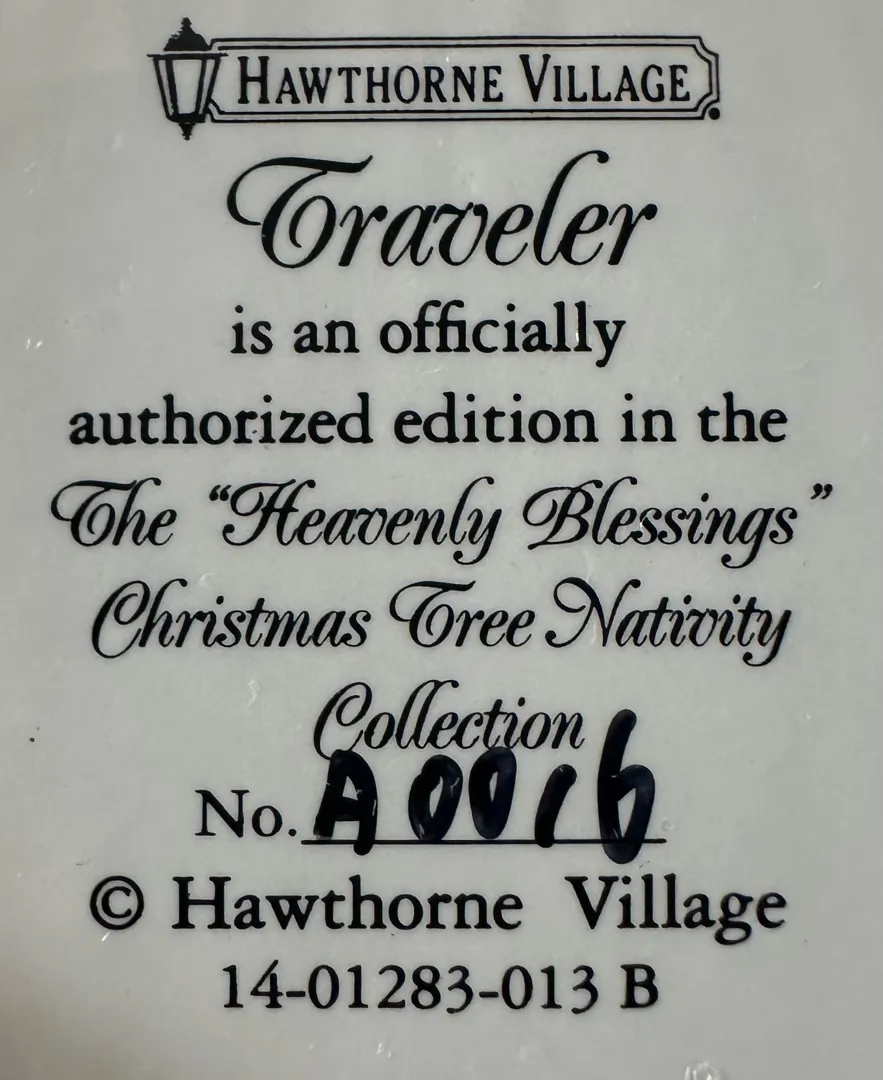 HAWTHORNE VILLAGE
Traveler
is an officially
authorized edition in the
The “Heavenly Blessings”
Christmas Tree Nativity
Collection
No. A0016
© Hawthorne Village
14-01283-013 B